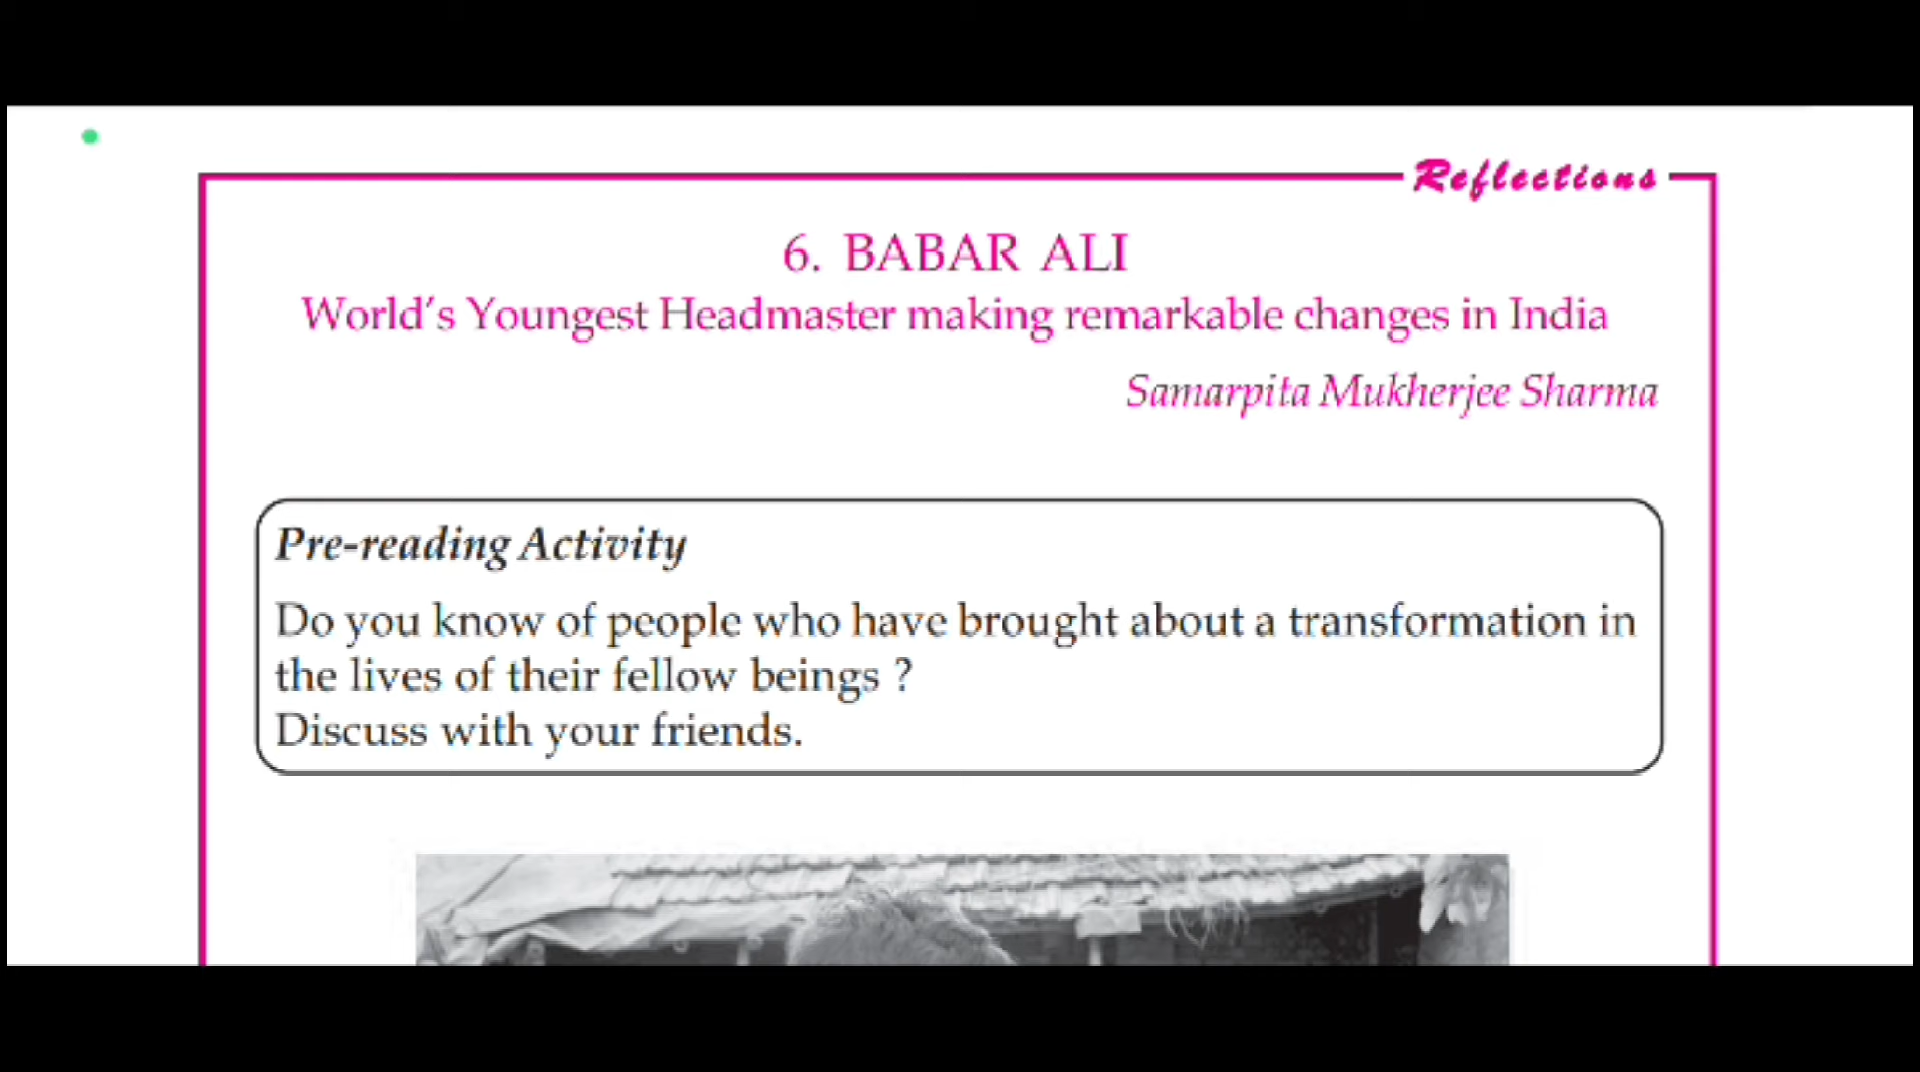 Reflections
6. BABAR ALI
World's Youngest Headmaster making remarkable changes in India
Samarpita Mukherjee Sharma
Pre-reading Activity
Do you know of people who have brought about a transformation in
the lives of their fellow beings ?
Discuss with your friends.